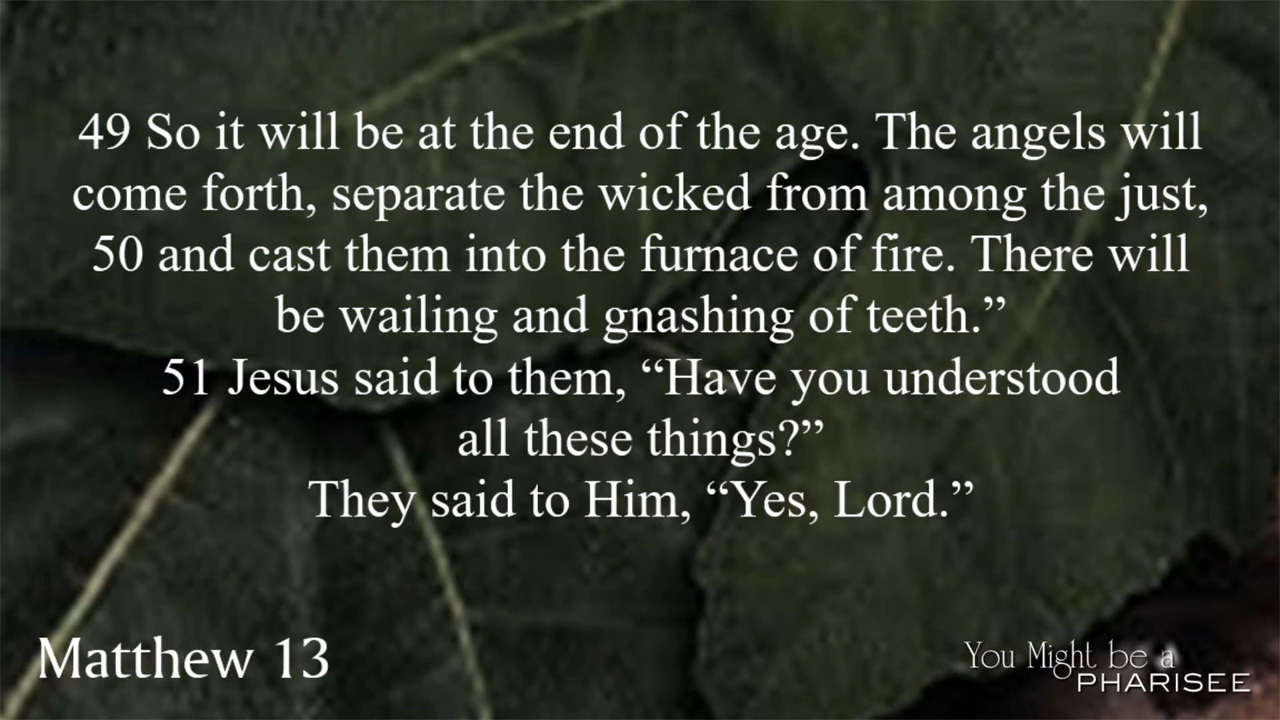 49 So it will be at the end of the age. The angels will
come forth, separate the wicked from among the just,
50 and cast them into the furnace of fire. There will
be wailing and gnashing of teeth.”
51 Jesus said to them, “Have you understood
all these things?”
They said to Him, “Yes, Lord.”
Matthew 13
You Might be a
PHARISEE